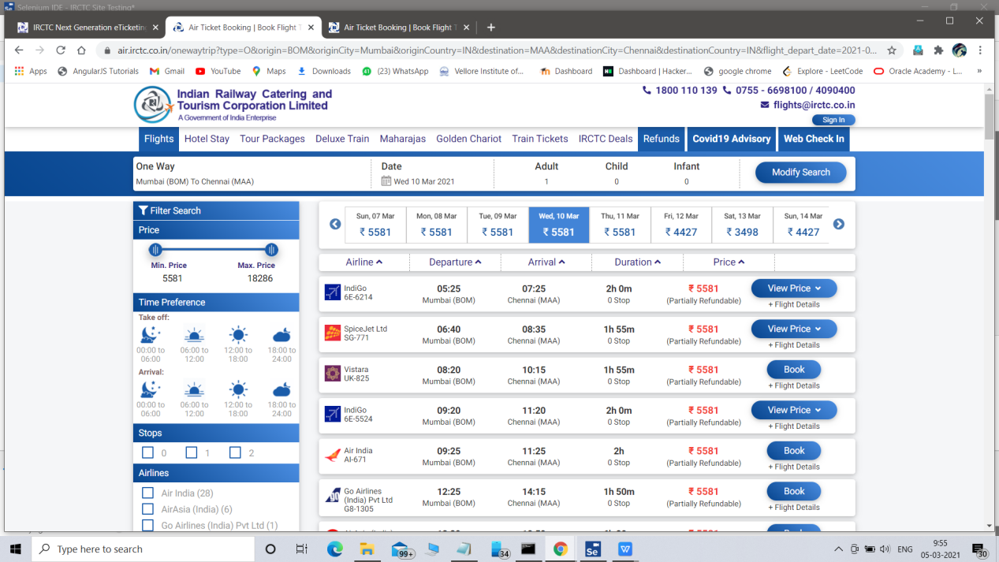 Selenium IDE - IRCTC Site Testing*
IRCTC Next Generation eTicketing
Air Ticket Booking | Book Flight T
Air Ticket Booking | Book Flight T
air.irctc.co.in/onewaytrip?type=O&origin=BOM&originCity=Mumbai&originCountry=IN&destination=MAA&destinationCity=Chennai&destinationCountry=IN&flight_depart_date=2021-0...
Apps AngularJS Tutorials Gmail YouTube Maps Downloads (23) WhatsApp Vellore Institute of... Dashboard Dashboard | Hacker... google chrome Explore - LeetCode Oracle Academy - L... »
Indian Railway Catering and
Tourism Corporation Limited
A Government of India Enterprise
1800 110 139 0755 - 6698100 / 4090400
flights@irctc.co.in
Sign In
Flights Hotel Stay Tour Packages Deluxe Train Maharajas Golden Chariot Train Tickets IRCTC Deals Refunds Covid19 Advisory Web Check In
One Way Date Adult Child Infant
Mumbai (BOM) To Chennai (MAA) Wed 10 Mar 2021 1 0 0
Modify Search
Filter Search
Price
Min. Price Max. Price
5581 18286
Time Preference
Take off:
00:00 to 06:00 to 12:00 to 18:00 to
06:00 12:00 18:00 24:00
Arrival:
00:00 to 06:00 to 12:00 to 18:00 to
06:00 12:00 18:00 24:00
Stops
0 1 2
Airlines
Air India (28)
AirAsia (India) (6)
Go Airlines (India) Pvt Ltd (1)
Sun, 07 Mar Mon, 08 Mar Tue, 09 Mar Wed, 10 Mar Thu, 11 Mar Fri, 12 Mar Sat, 13 Mar Sun, 14 Mar
₹ 5581 ₹ 5581 ₹ 5581 ₹ 5581 ₹ 5581 ₹ 4427 ₹ 3498 ₹ 4427
Airline Departure Arrival Duration Price
IndiGo 05:25 07:25 2h 0m ₹ 5581 View Price
6E-6214 Mumbai (BOM) Chennai (MAA) 0 Stop (Partially Refundable) + Flight Details
SpiceJet Ltd 06:40 08:35 1h 55m ₹ 5581 View Price
SG-771 Mumbai (BOM) Chennai (MAA) 0 Stop (Partially Refundable) + Flight Details
Vistara 08:20 10:15 1h 55m ₹ 5581 Book
UK-825 Mumbai (BOM) Chennai (MAA) 0 Stop (Partially Refundable) + Flight Details
IndiGo 09:20 11:20 2h 0m ₹ 5581 View Price
6E-5524 Mumbai (BOM) Chennai (MAA) 0 Stop (Partially Refundable) + Flight Details
Air India 09:25 11:25 2h ₹ 5581 Book
AI-671 Mumbai (BOM) Chennai (MAA) 0 Stop (Partially Refundable) + Flight Details
Go Airlines 12:25 14:15 1h 50m ₹ 5581 Book
(India) Pvt Ltd Mumbai (BOM) Chennai (MAA) 0 Stop (Partially Refundable) + Flight Details
G8-1305
Type here to search
99+
34
Se
ENG
9:55
05-03-2021
30